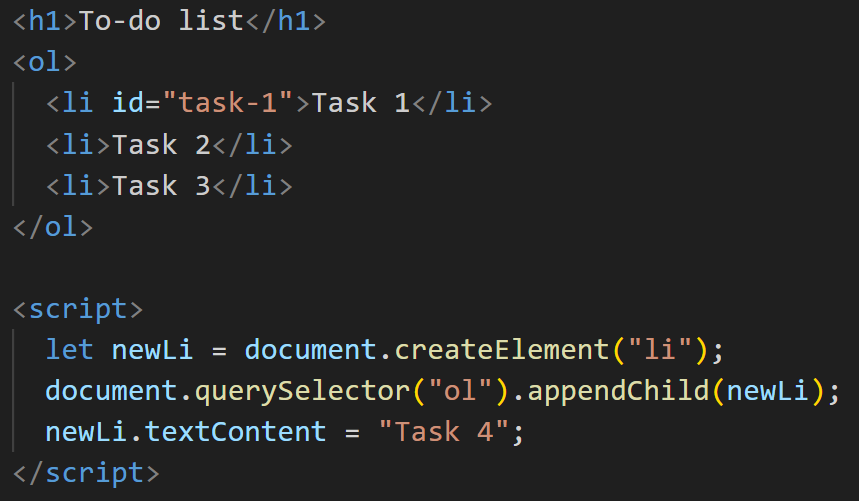 <h1>To-do list</h1>
<ol>
  <li id="task-1">Task 1</li>
  <li>Task 2</li>
  <li>Task 3</li>
</ol>

<script>
  let newLi = document.createElement("li");
  document.querySelector("ol").appendChild(newLi);
  newLi.textContent = "Task 4";
</script>